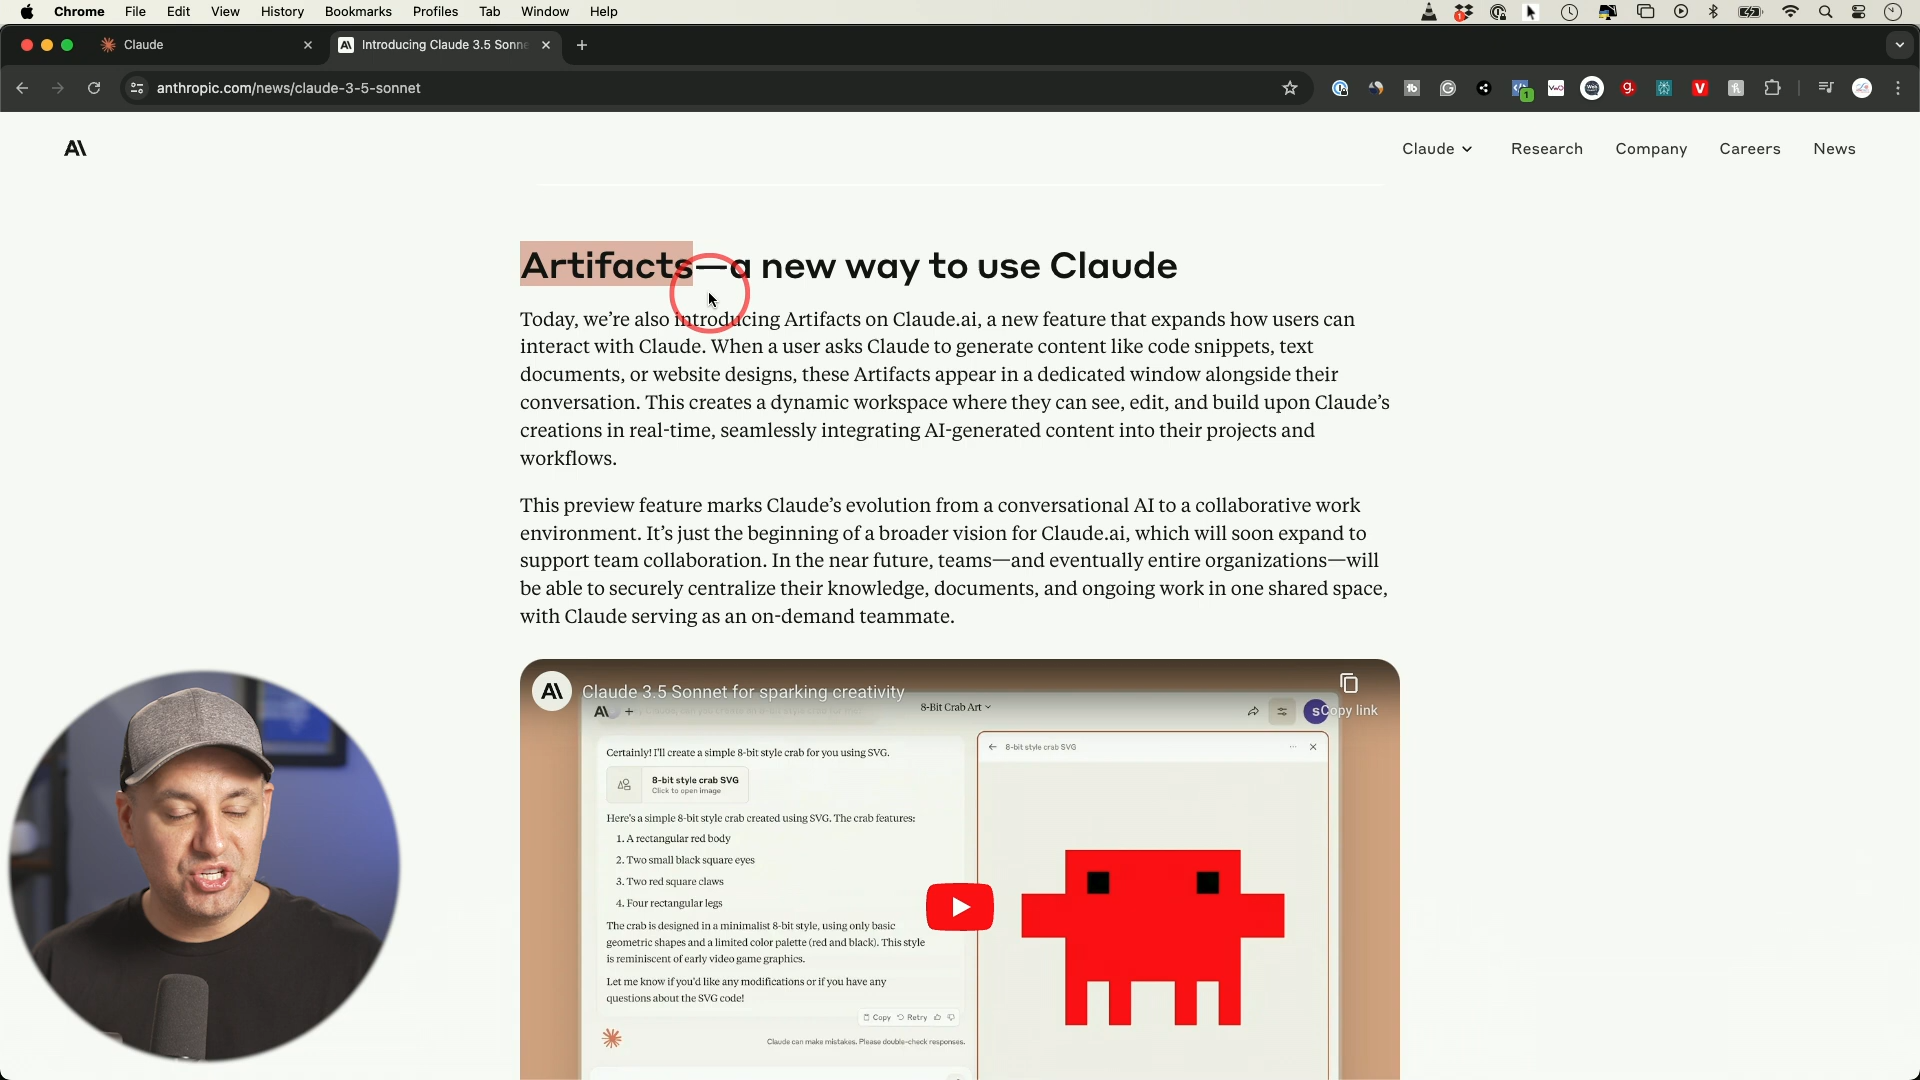 Chrome File Edit View History Bookmarks Profiles Tab Window Help
Claude
Introducing Claude 3.5 Sonne
anthropic.com/news/claude-3-5-sonnet
Claude Research Company Careers News
Artifacts—a new way to use Claude
Today, we’re also introducing Artifacts on Claude.ai, a new feature that expands how users can
interact with Claude. When a user asks Claude to generate content like code snippets, text
documents, or website designs, these Artifacts appear in a dedicated window alongside their
conversation. This creates a dynamic workspace where they can see, edit, and build upon Claude’s
creations in real-time, seamlessly integrating AI-generated content into their projects and
workflows.
This preview feature marks Claude’s evolution from a conversational AI to a collaborative work
environment. It’s just the beginning of a broader vision for Claude.ai, which will soon expand to
support team collaboration. In the near future, teams—and eventually entire organizations—will
be able to securely centralize their knowledge, documents, and ongoing work in one shared space,
with Claude serving as an on-demand teammate.
Claude 3.5 Sonnet for sparking creativity
Copy link
8-Bit Crab Art
Certainly! I'll create a simple 8-bit style crab for you using SVG.
8-bit style crab SVG
Click to open image
Here's a simple 8-bit style crab created using SVG. The crab features:
1. A rectangular red body
2. Two small black square eyes
3. Two red square claws
4. Four rectangular legs
The crab is designed in a minimalist 8-bit style, using only basic
geometric shapes and a limited color palette (red and black). This style
is reminiscent of early video game graphics.
Let me know if you'd like any modifications or if you have any
questions about the SVG code!
Copy Retry
Claude can make mistakes. Please double-check responses.
8-bit style crab SVG